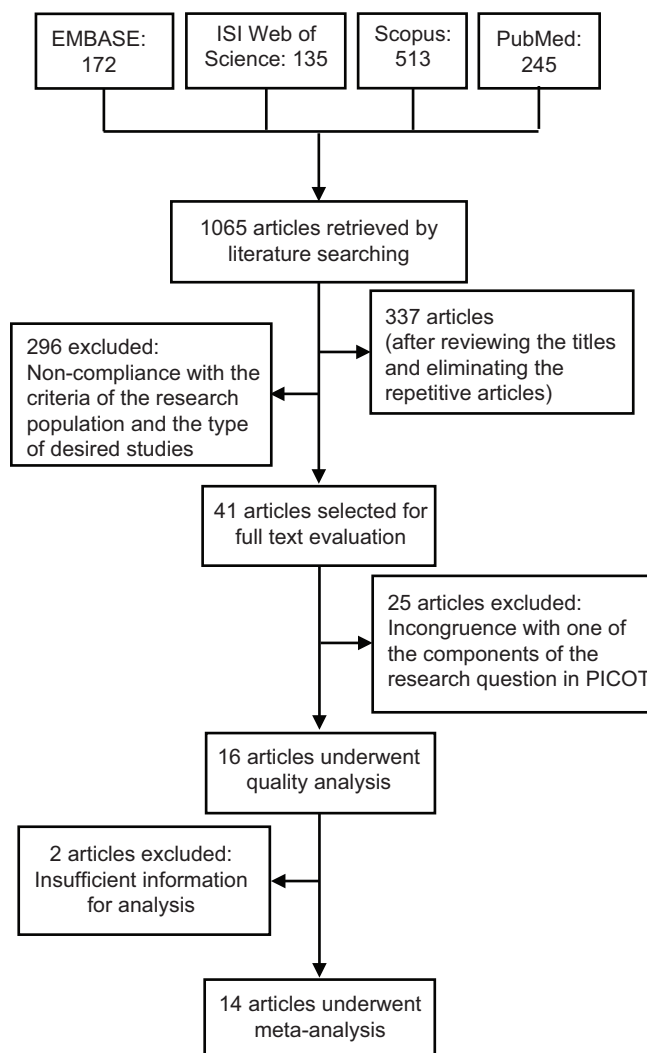 EMBASE:
172
ISI Web of
Science: 135
Scopus:
513
PubMed:
245
1065 articles retrieved by
literature searching
337 articles
(after reviewing the titles
and eliminating the
repetitive articles)
296 excluded:
Non-compliance with the
criteria of the research
population and the type
of desired studies
41 articles selected for
full text evaluation
25 articles excluded:
Incongruence with one of
the components of the
research question in PICOT
16 articles underwent
quality analysis
2 articles excluded:
Insufficient information
for analysis
14 articles underwent
meta-analysis